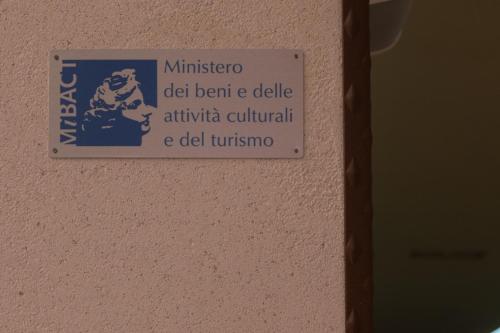 MiBACT
Ministero
dei beni e delle
attività culturali
e del turismo